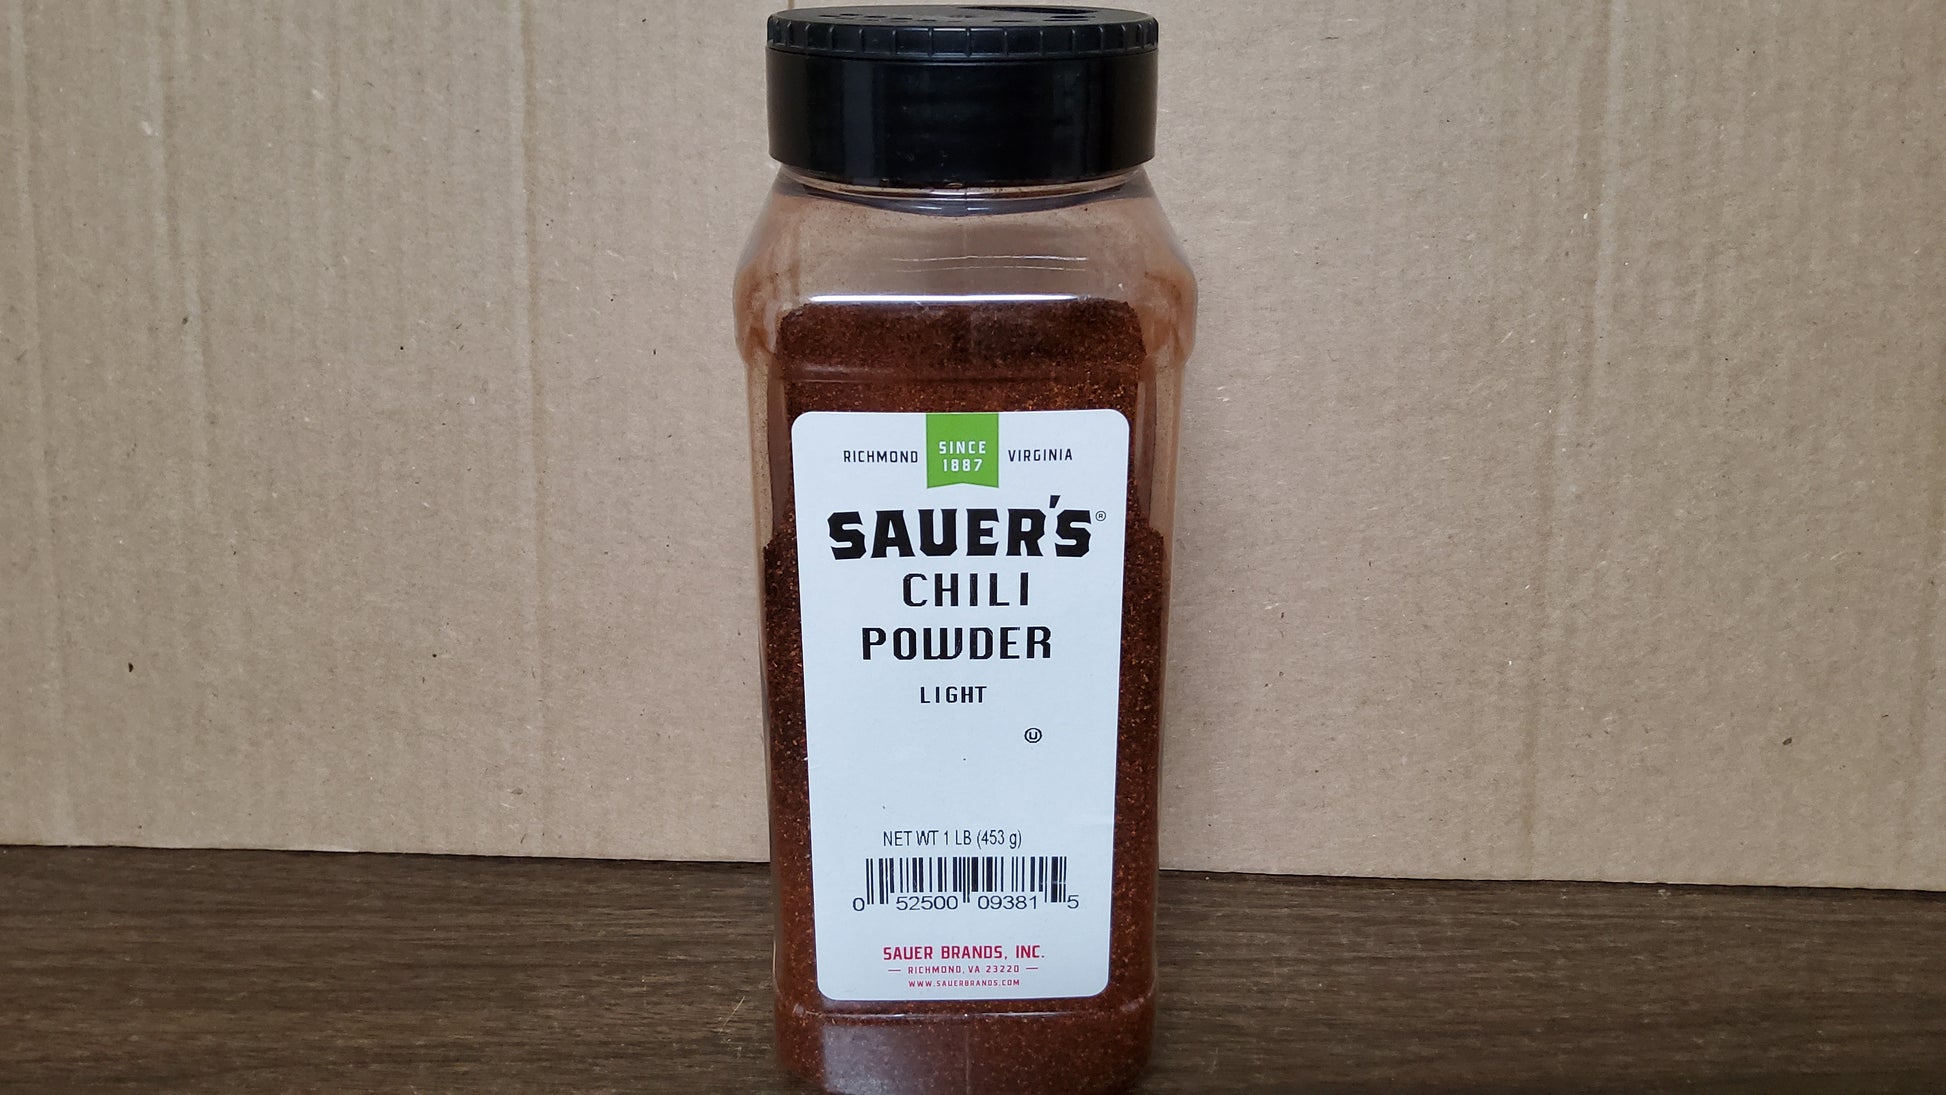 RICHMOND SINCE 1887 VIRGINIA
SAUER'S®
CHILI
POWDER
LIGHT
U
NET WT 1 LB (453 g)
0 52500 09381 5
SAUER BRANDS, INC.
— RICHMOND, VA 23220 —
WWW.SAUERBRANDS.COM